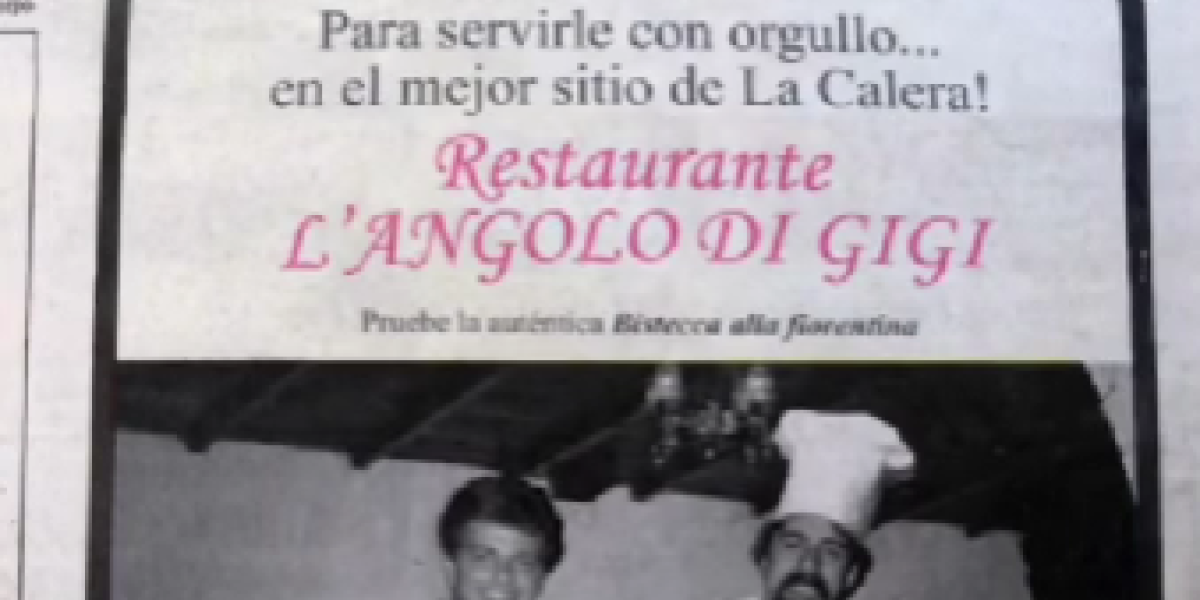 Para servirle con orgullo...
en el mejor sitio de La Calera!
Restaurante
L'ANGOLO DI GIGI
Pruebe la auténtica Bistecca alla fiorentina